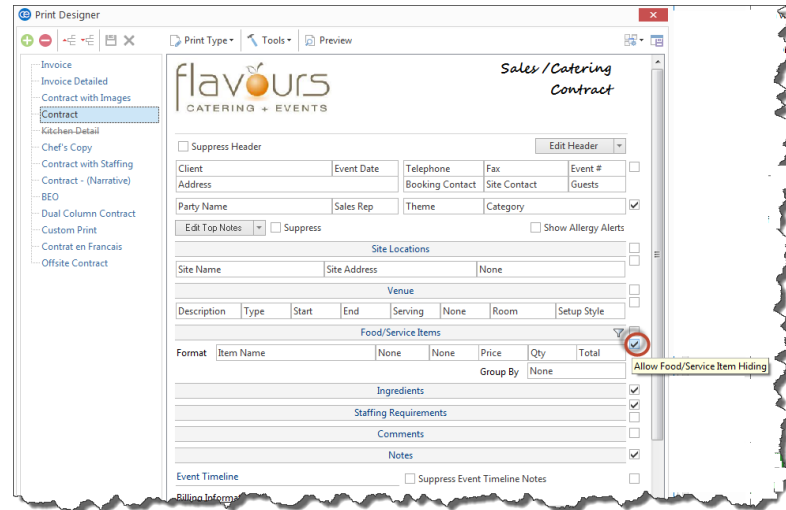 Print Designer
Print Type Tools Preview
Invoice
Invoice Detailed
Contract with Images
Contract
Kitchen Detail
Chef's Copy
Contract with Staffing
Contract - (Narrative)
BEO
Dual Column Contract
Custom Print
Contrat en Francais
Offsite Contract
flavours
CATERING + EVENTS
Sales / Catering
Contract
Suppress Header Edit Header
Client Event Date Telephone Fax Event #
Address Booking Contact Site Contact Guests
Party Name Sales Rep Theme Category
Edit Top Notes Suppress Show Allergy Alerts
Site Locations
Site Name Site Address None
Venue
Description Type Start End Serving None Room Setup Style
Food/Service Items
Format Item Name None None Price Qty Total
Allow Food/Service Item Hiding
Group By None
Ingredients
Staffing Requirements
Comments
Notes
Event Timeline Suppress Event Timeline Notes
Billing